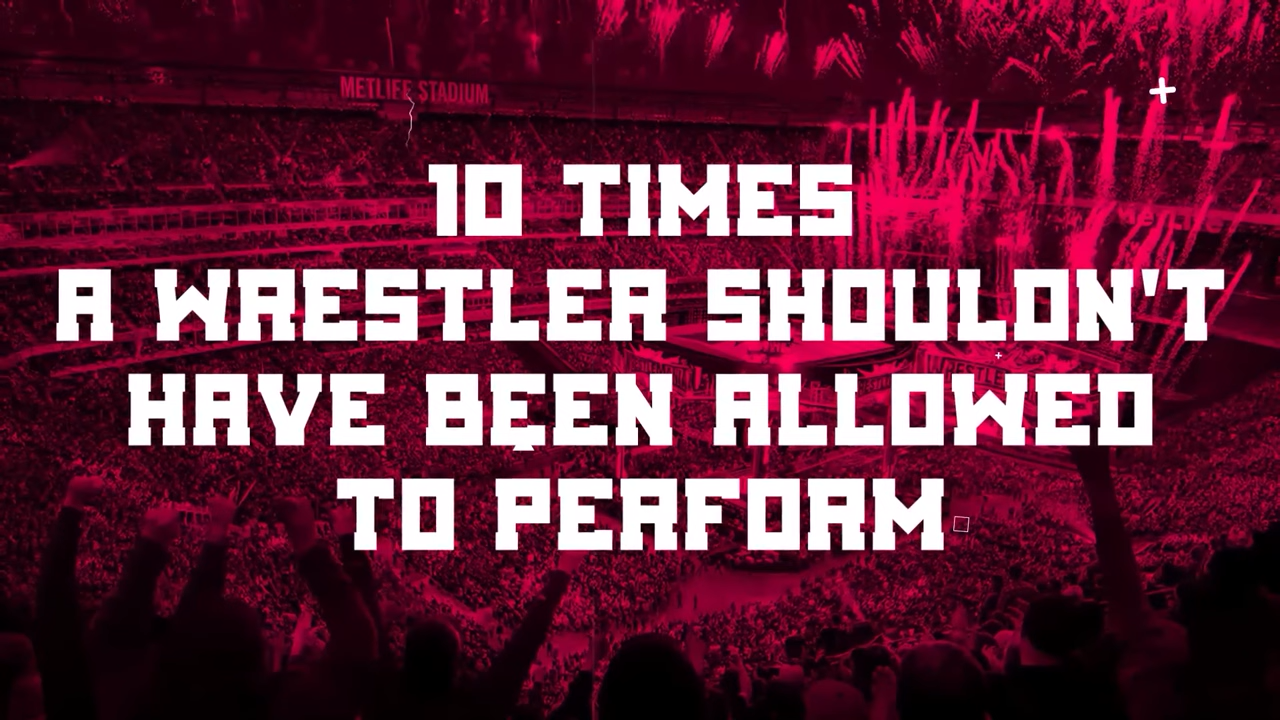 METLIFE STADIUM
10 TIMES
A WRESTLER SHOULDN'T
HAVE BEEN ALLOWED
TO PERFORM